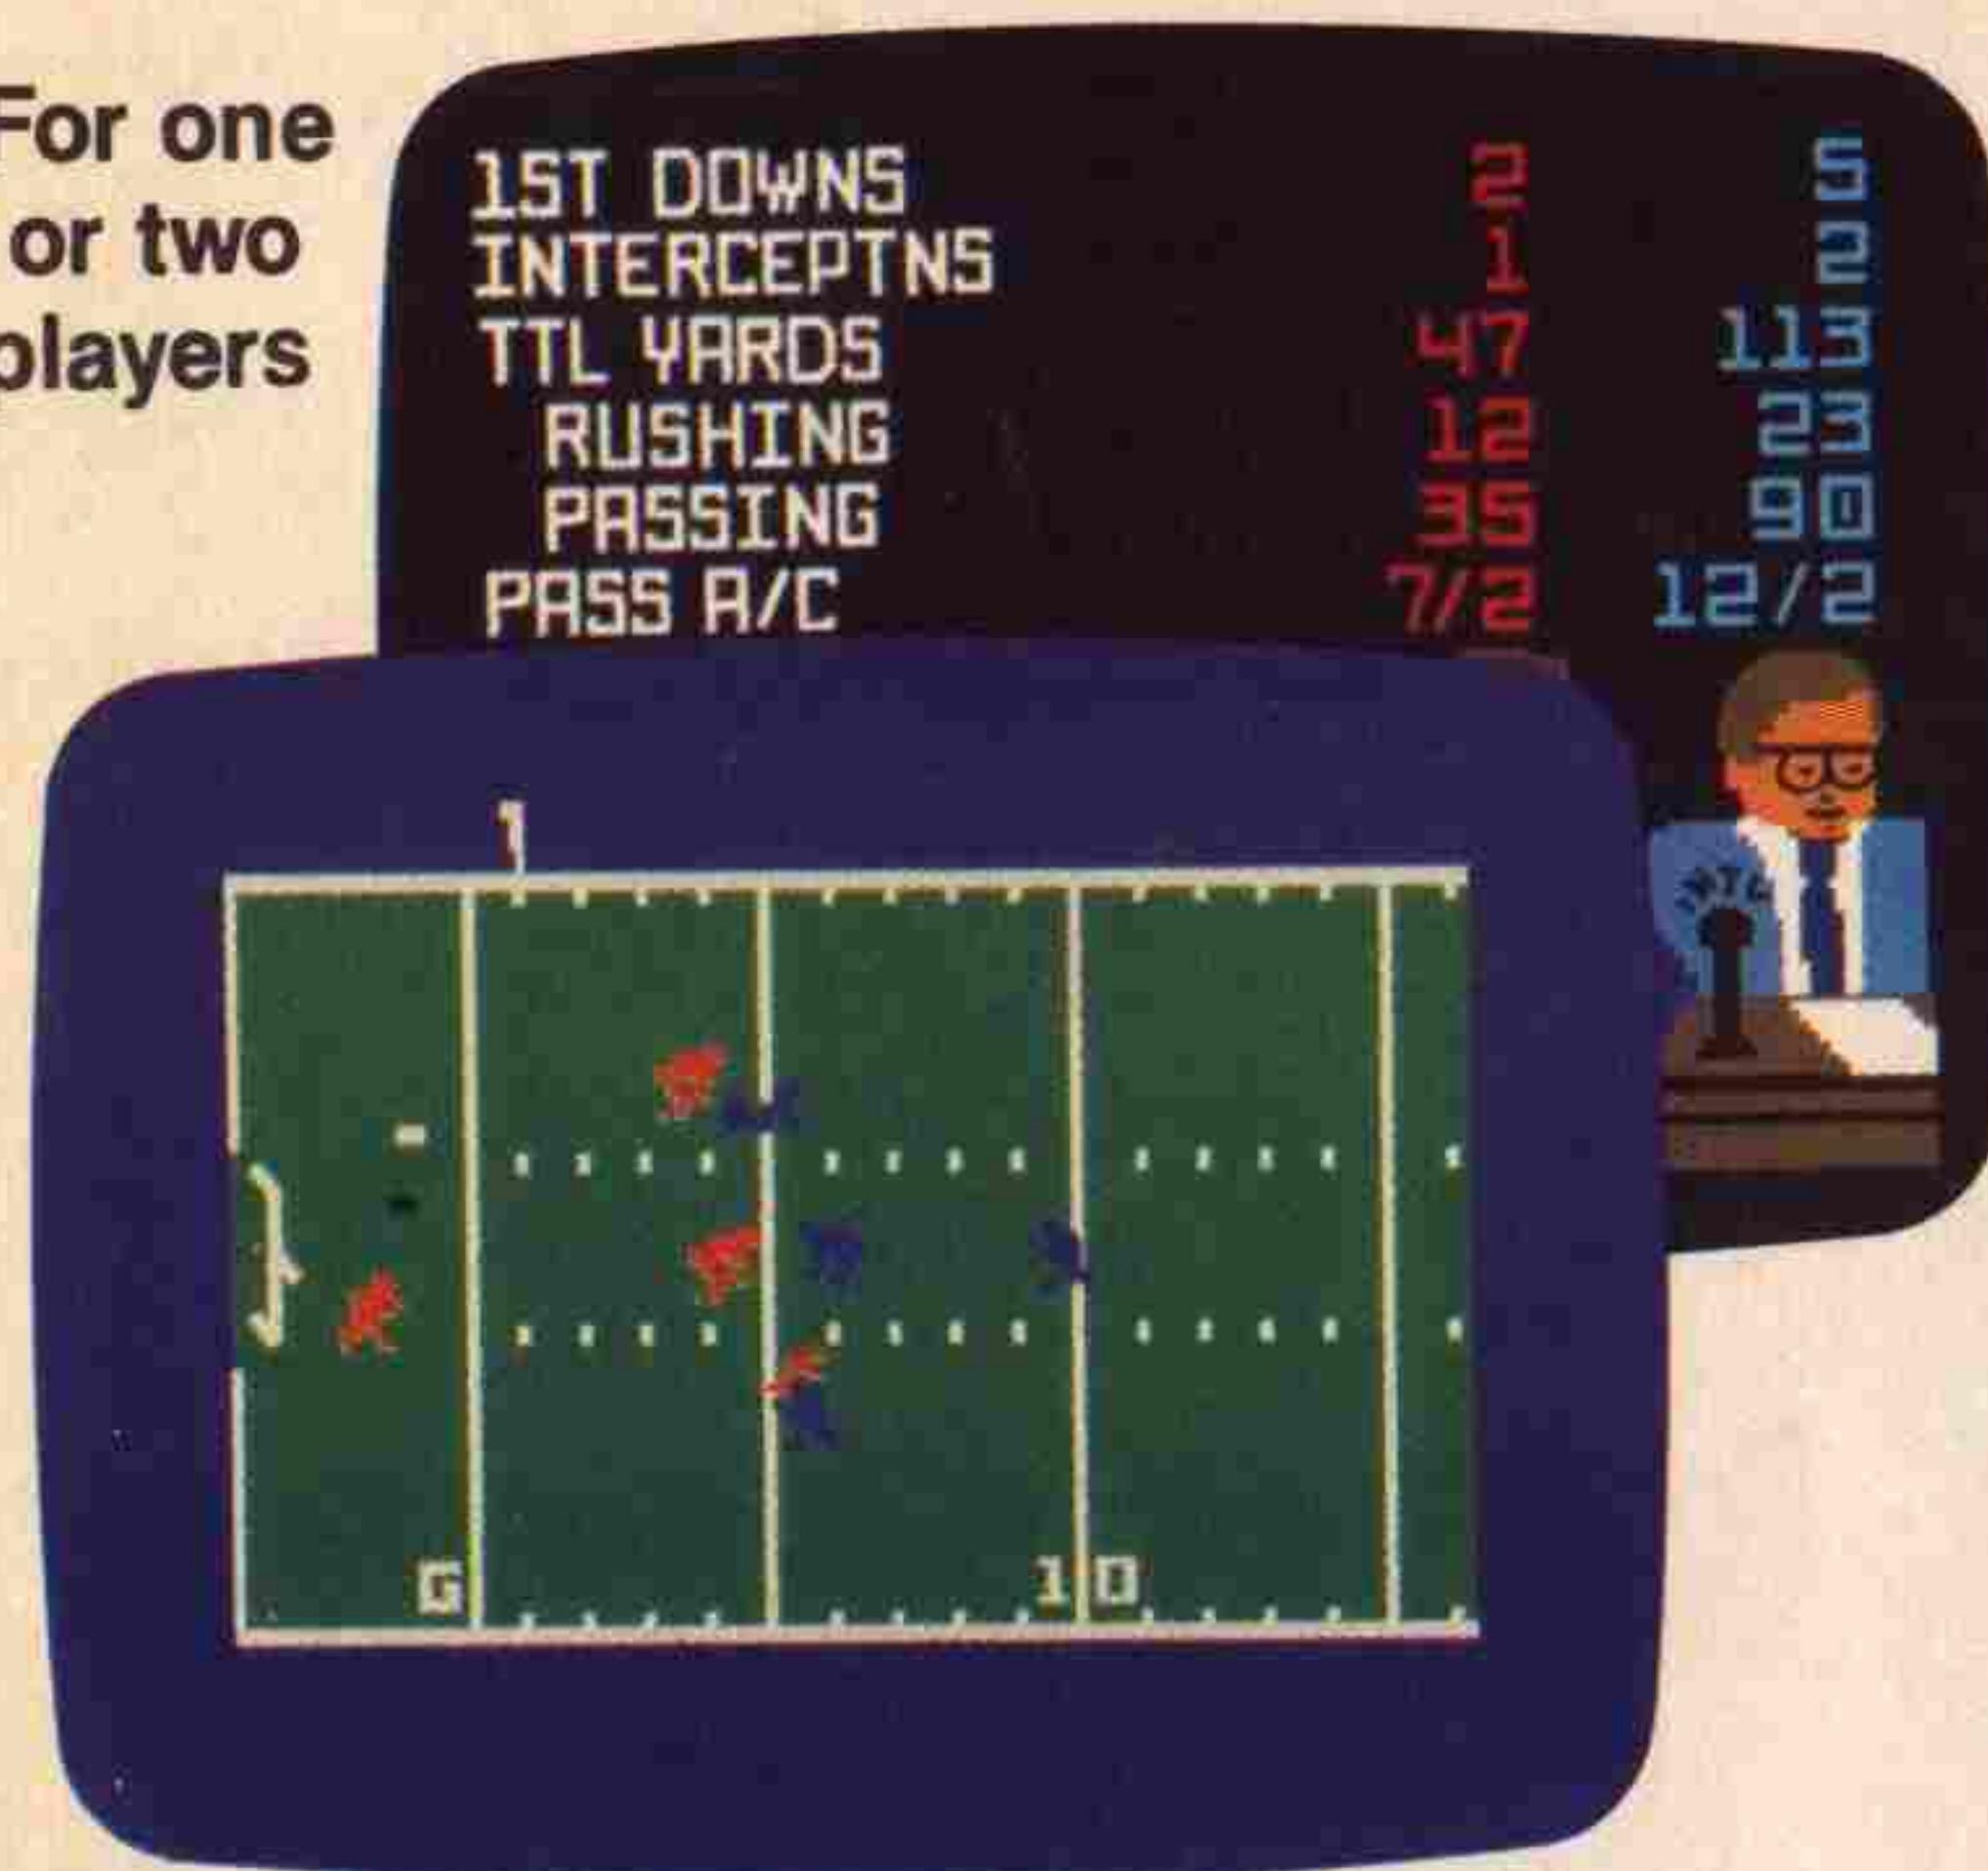 For one
or two
players
1ST DOWNS 2 5
INTERCEPTNS 1 2
TTL YARDS 47 113
RUSHING 12 23
PASSING 35 90
PASS A/C 7/2 12/2
1
G 10